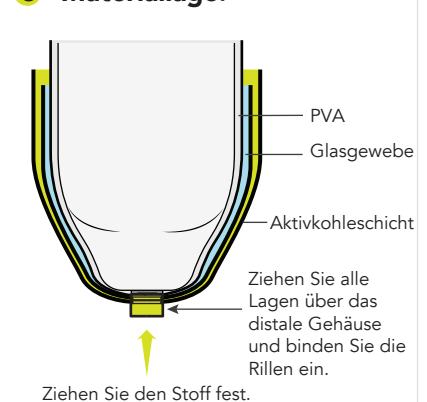 PVA
Glasgewebe
Aktivkohleschicht
Ziehen Sie alle
Lagen über das
distale Gehäuse
und binden Sie die
Rillen ein.
Ziehen Sie den Stoff fest.